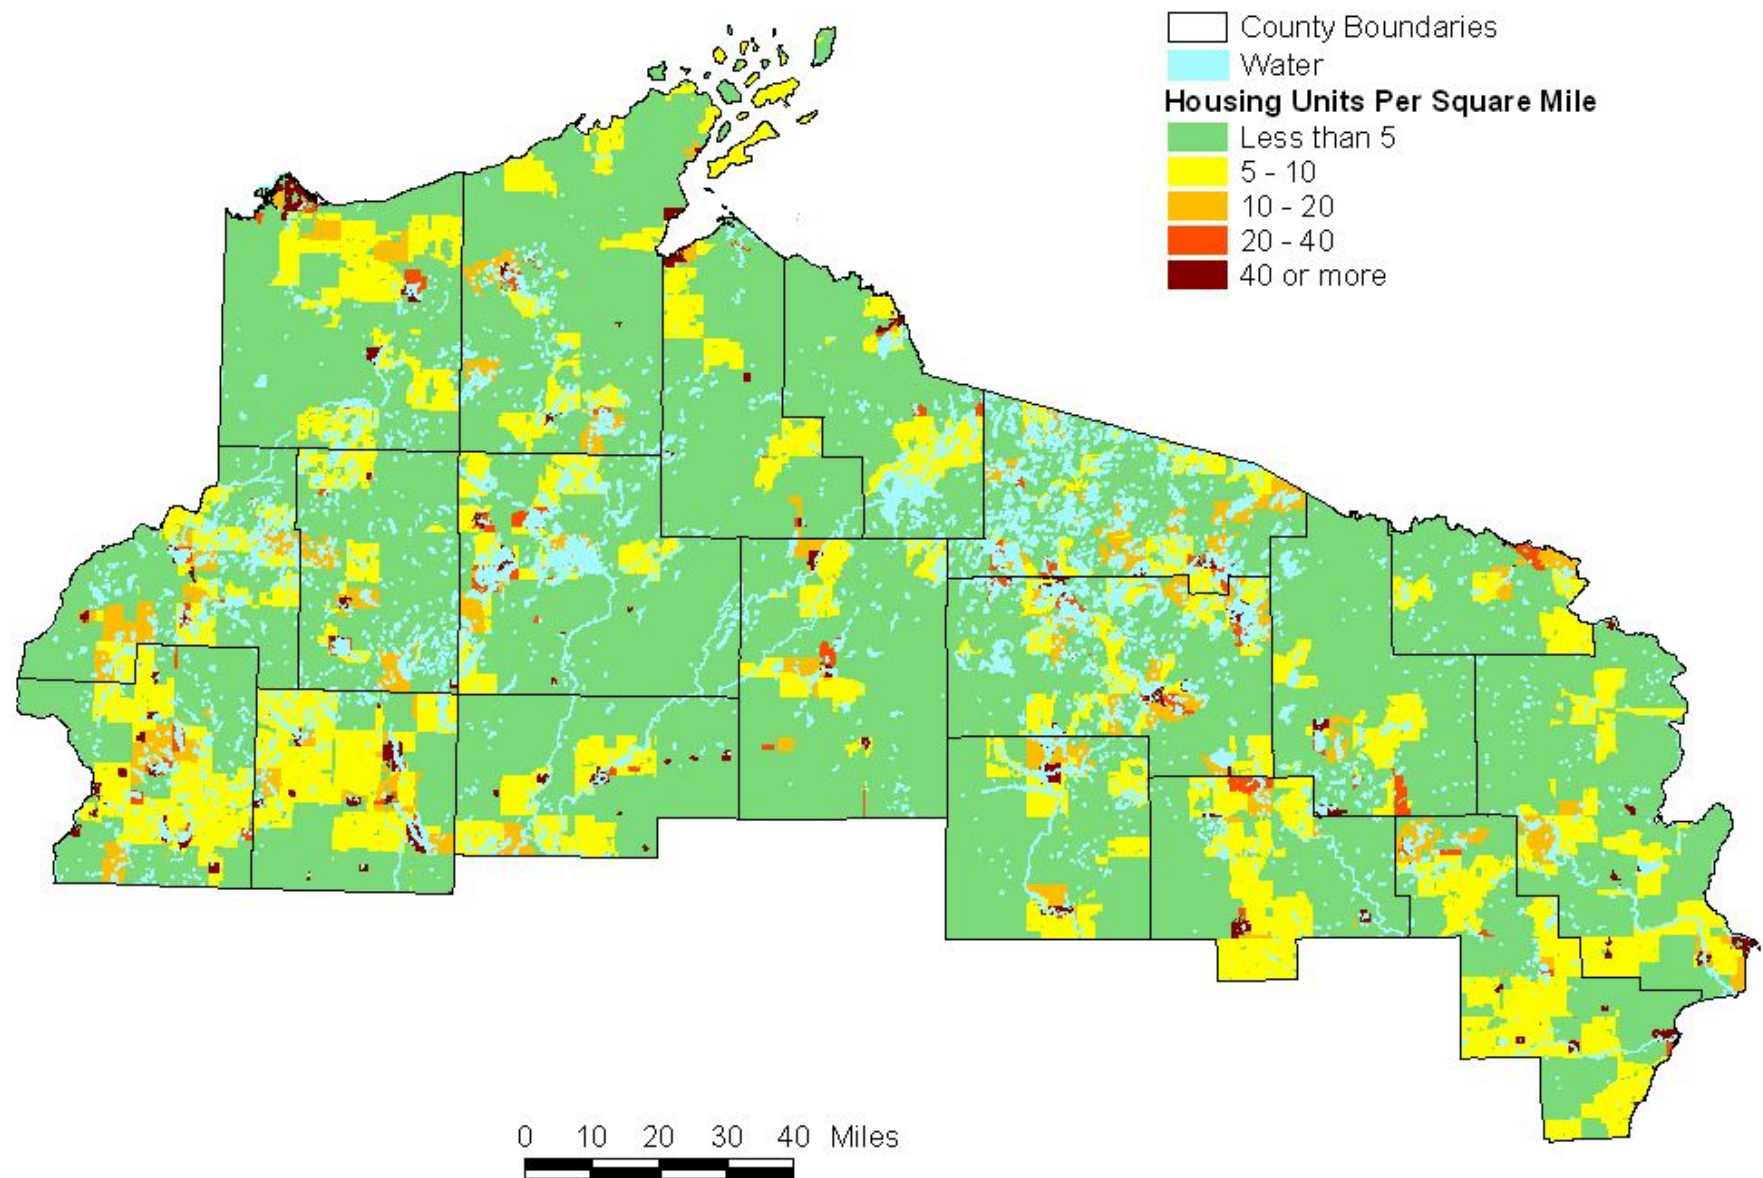 County Boundaries
Water
Housing Units Per Square Mile
Less than 5
5 - 10
10 - 20
20 - 40
40 or more
0 10 20 30 40 Miles